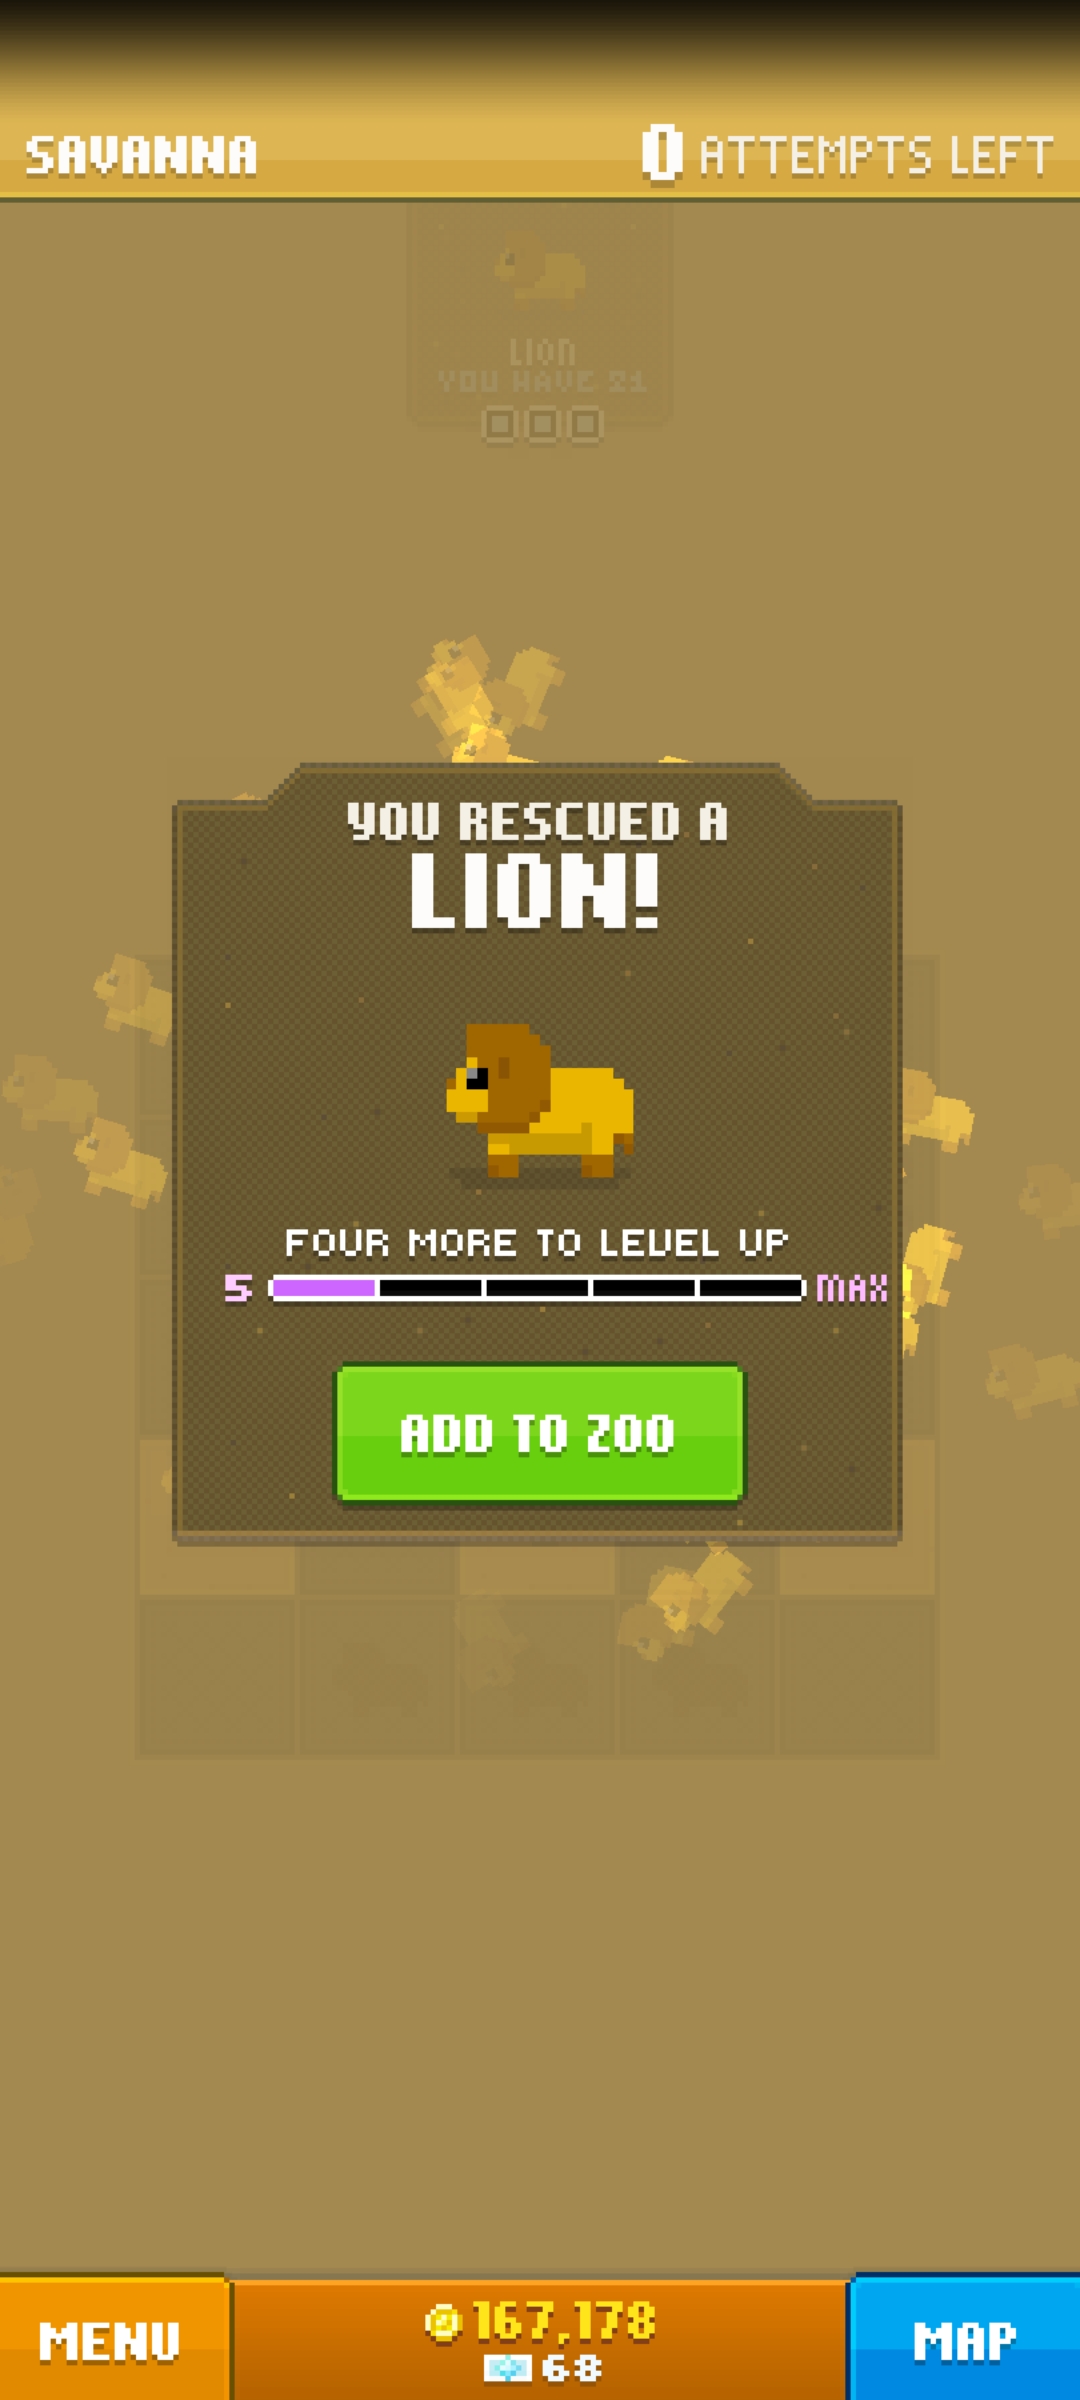 SAVANNA
0 ATTEMPTS LEFT
LION
YOU HAVE 21
YOU RESCUED A
LION!
FOUR MORE TO LEVEL UP
5 MAX
ADD TO ZOO
MENU
167,178
68
MAP